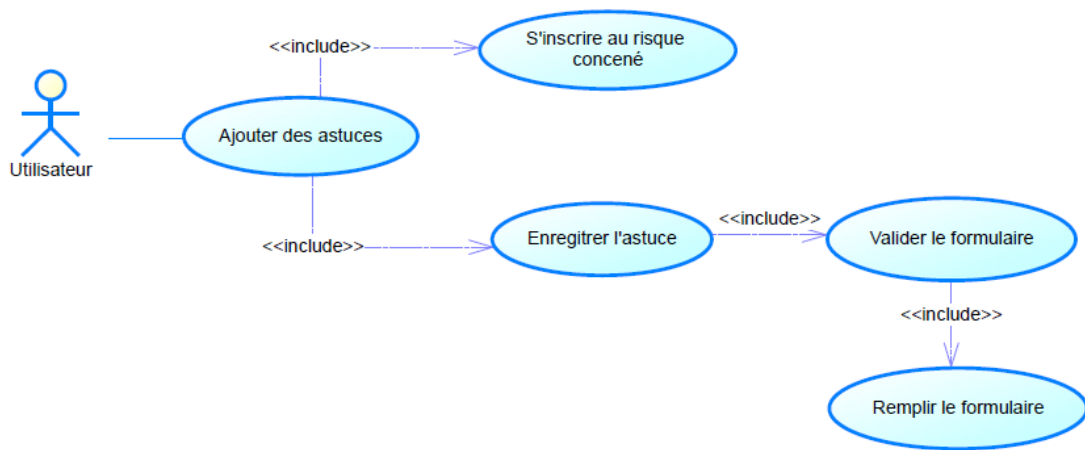 <<include>>
S'inscrire au risque
concené
Utilisateur
Ajouter des astuces
<<include>>
Enregitrer l'astuce
<<include>>
Valider le formulaire
<<include>>
Remplir le formulaire